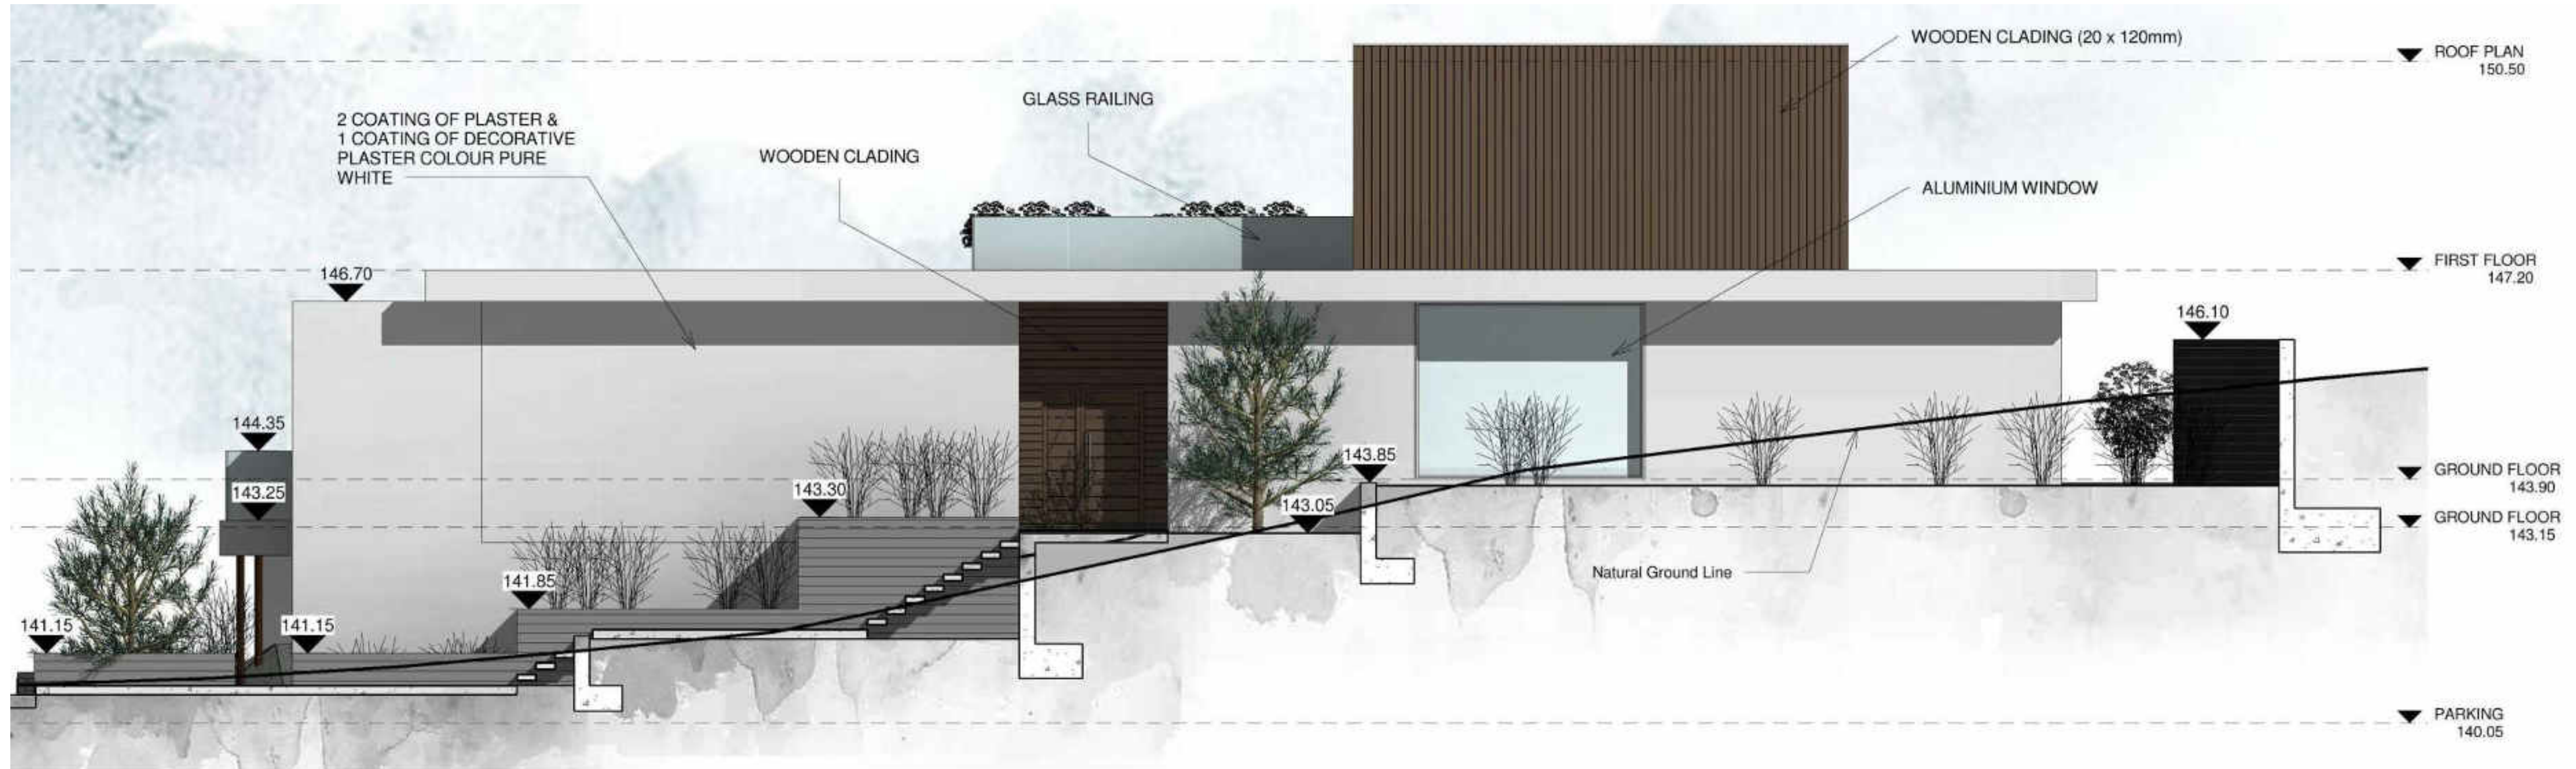 WOODEN CLADING (20 x 120mm)
ROOF PLAN
150.50
GLASS RAILING
2 COATING OF PLASTER &
1 COATING OF DECORATIVE
PLASTER COLOUR PURE
WHITE
WOODEN CLADING
ALUMINIUM WINDOW
FIRST FLOOR
147.20
146.70
146.10
144.35
143.85
GROUND FLOOR
143.90
143.25
143.30
143.05
GROUND FLOOR
143.15
Natural Ground Line
141.85
141.15
141.15
PARKING
140.05